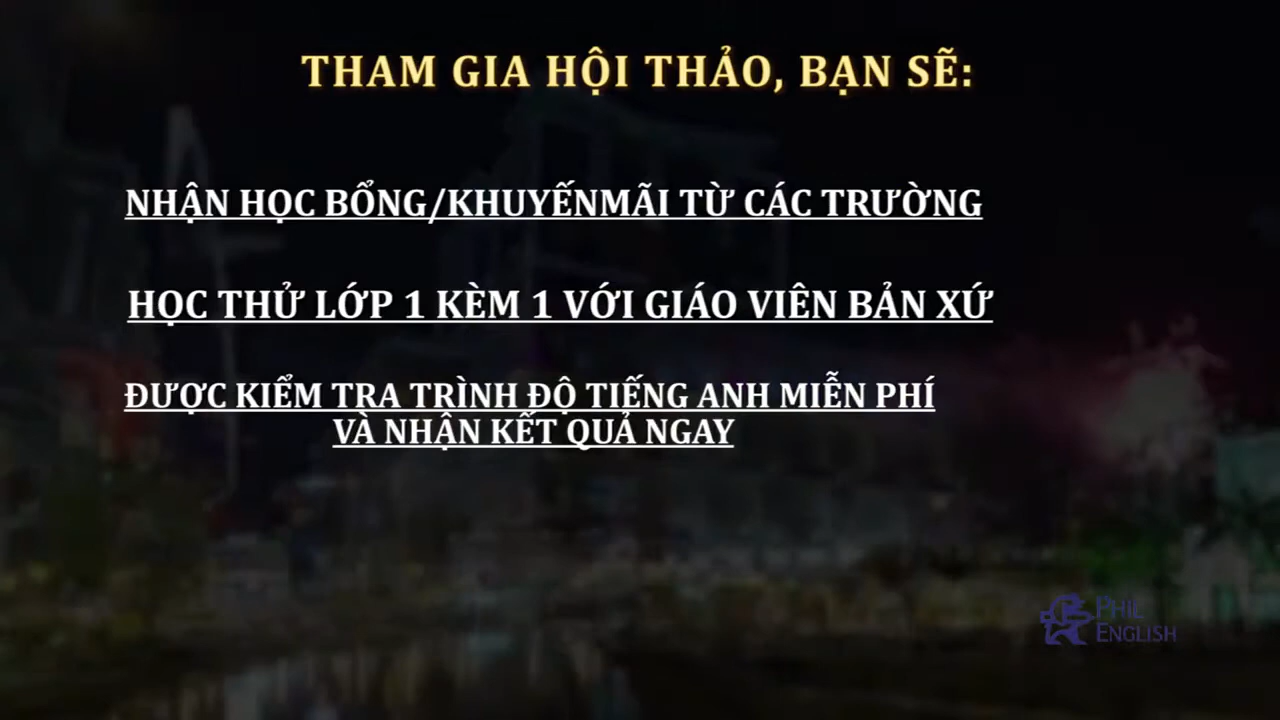 THAM GIA HỘI THẢO, BẠN SẼ:
NHẬN HỌC BỔNG/KHUYẾNMÃI TỪ CÁC TRƯỜNG
HỌC THỬ LỚP 1 KÈM 1 VỚI GIÁO VIÊN BẢN XỨ
ĐƯỢC KIỂM TRA TRÌNH ĐỘ TIẾNG ANH MIỄN PHÍ
VÀ NHẬN KẾT QUẢ NGAY
PHIL
ENGLISH